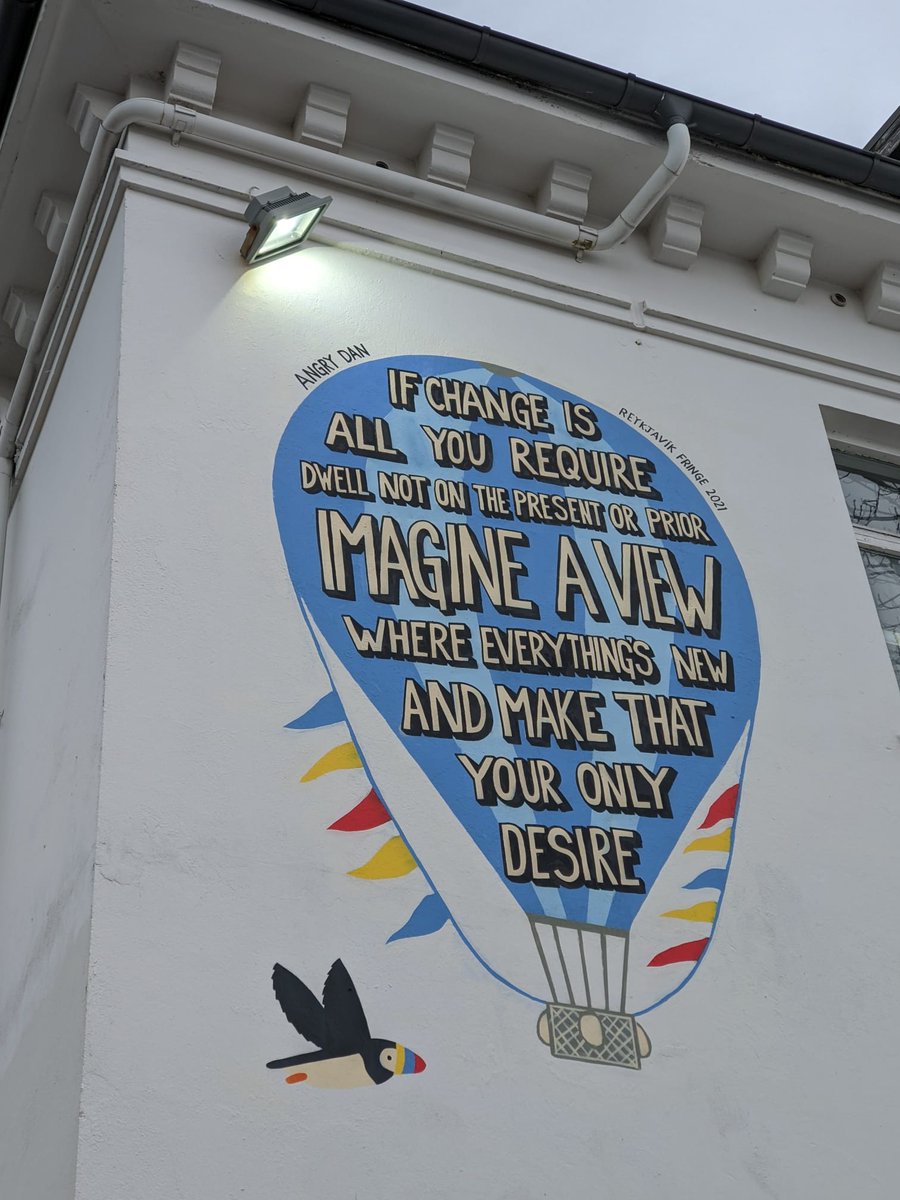 ANGRY DAN
REYKJAVIK FRINGE 2021
IF CHANGE IS
ALL YOU REQUIRE
DWELL NOT ON THE PRESENT OR PRIOR
IMAGINE A VIEW
WHERE EVERYTHING'S NEW
AND MAKE THAT
YOUR ONLY
DESIRE